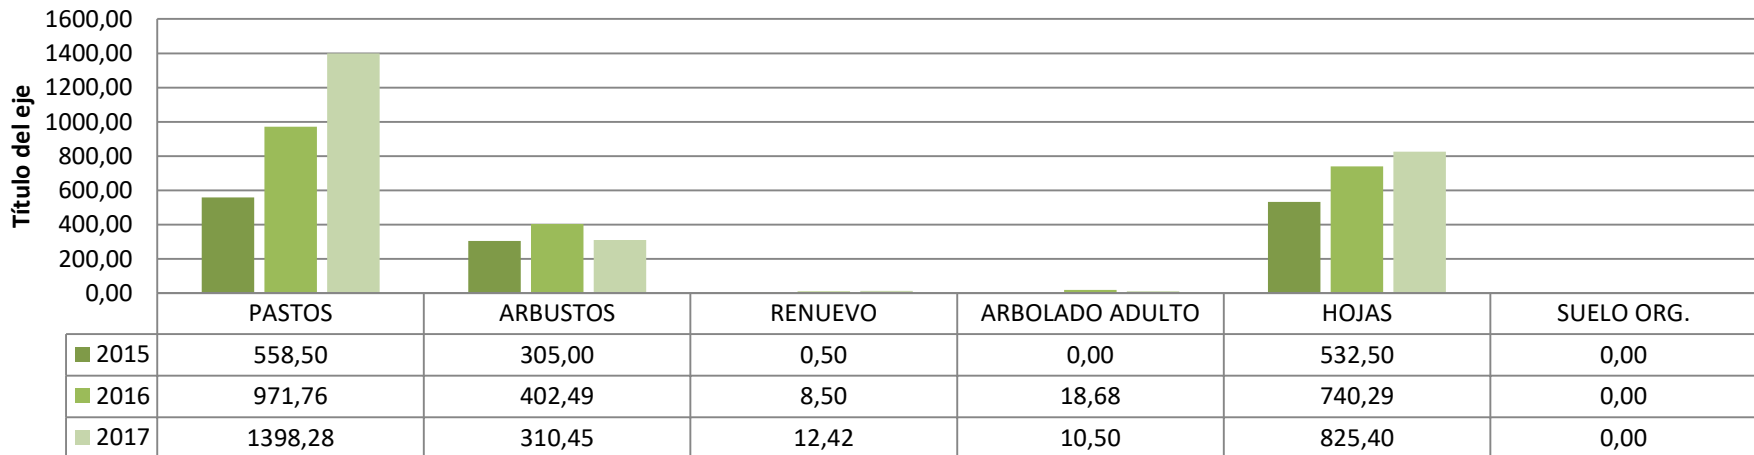 Título del eje
1600,00
1400,00
1200,00
1000,00
800,00
600,00
400,00
200,00
0,00
PASTOS ARBUSTOS RENUEVO ARBOLADO ADULTO HOJAS SUELO ORG.
2015 558,50 305,00 0,50 0,00 532,50 0,00
2016 971,76 402,49 8,50 18,68 740,29 0,00
2017 1398,28 310,45 12,42 10,50 825,40 0,00